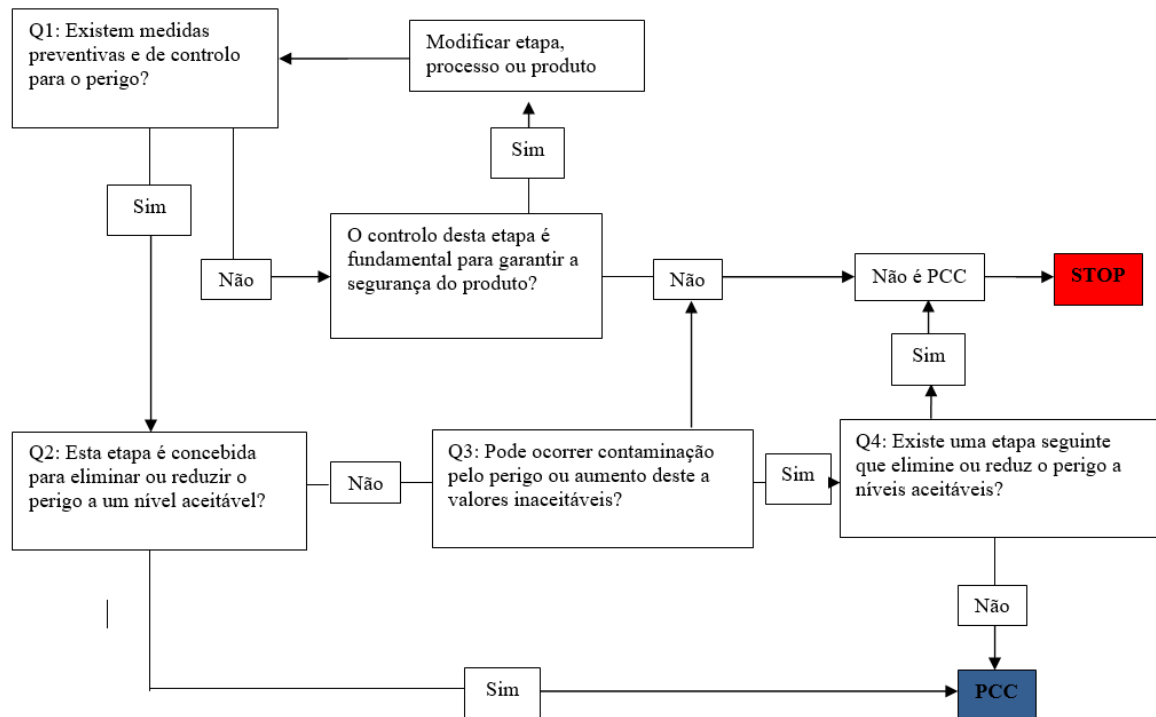 Q1: Existem medidas
preventivas e de controlo
para o perigo?
Modificar etapa,
processo ou produto
Sim
Sim
O controlo desta etapa é
fundamental para garantir a
segurança do produto?
Não
Não
Não é PCC
STOP
Sim
Q2: Esta etapa é concebida
para eliminar ou reduzir o
perigo a um nível aceitável?
Não
Q3: Pode ocorrer contaminação
pelo perigo ou aumento deste a
valores inaceitáveis?
Sim
Q4: Existe uma etapa seguinte
que elimine ou reduz o perigo a
níveis aceitáveis?
Não
Sim
PCC